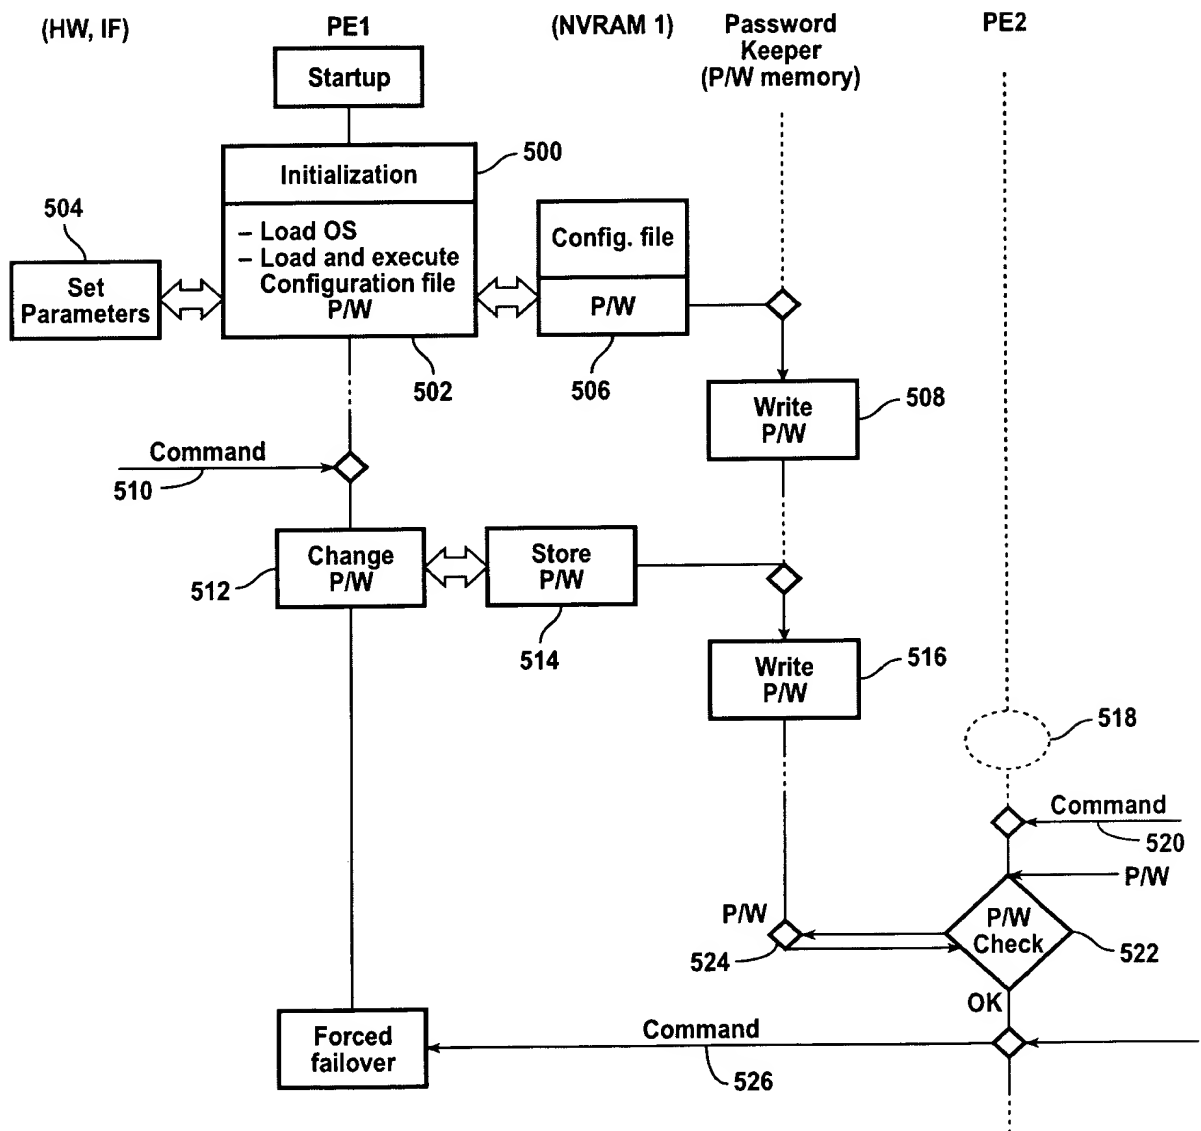 (HW, IF)
PE1
(NVRAM 1)
Password
Keeper
(P/W memory)
PE2
Startup
500
Initialization
504
– Load OS
– Load and execute
Configuration file
P/W
Config. file
Set
Parameters
P/W
502
506
508
Write
P/W
Command
510
Change
P/W
Store
P/W
512
514
516
Write
P/W
518
Command
520
P/W
P/W
P/W
Check
522
524
OK
Forced
failover
Command
526